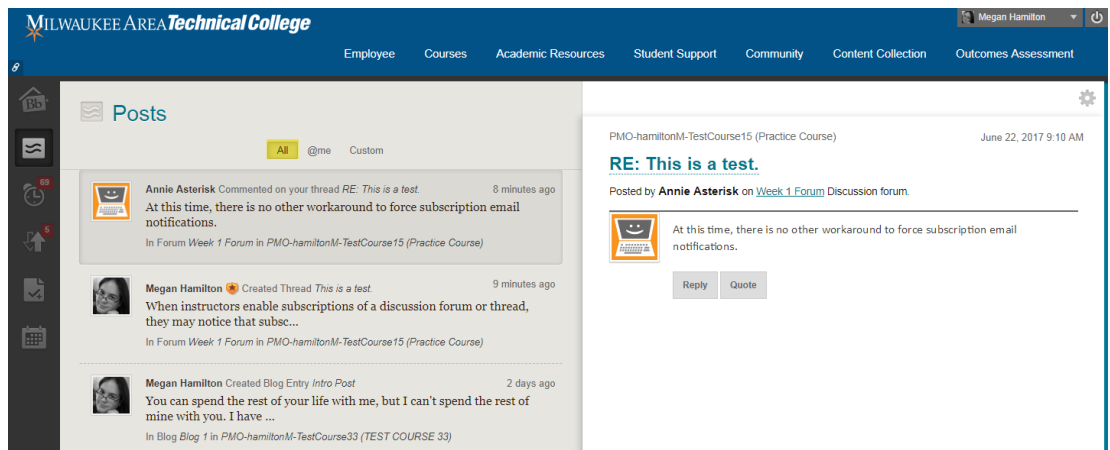 MILWAUKEE AREA Technical College
Megan Hamilton
Employee Courses Academic Resources Student Support Community Content Collection Outcomes Assessment
Bb
69
5
Posts
All @me Custom
Annie Asterisk Commented on your thread RE: This is a test. 8 minutes ago
At this time, there is no other workaround to force subscription email
notifications.
In Forum Week 1 Forum in PMO-hamiltonM-TestCourse15 (Practice Course)
Megan Hamilton Created Thread This is a test. 9 minutes ago
When instructors enable subscriptions of a discussion forum or thread,
they may notice that subsc...
In Forum Week 1 Forum in PMO-hamiltonM-TestCourse15 (Practice Course)
Megan Hamilton Created Blog Entry Intro Post 2 days ago
You can spend the rest of your life with me, but I can't spend the rest of
mine with you. I have ...
In Blog Blog 1 in PMO-hamiltonM-TestCourse33 (TEST COURSE 33)
PMO-hamiltonM-TestCourse15 (Practice Course) June 22, 2017 9:10 AM
RE: This is a test.
Posted by Annie Asterisk on Week 1 Forum Discussion forum.
At this time, there is no other workaround to force subscription email
notifications.
Reply Quote